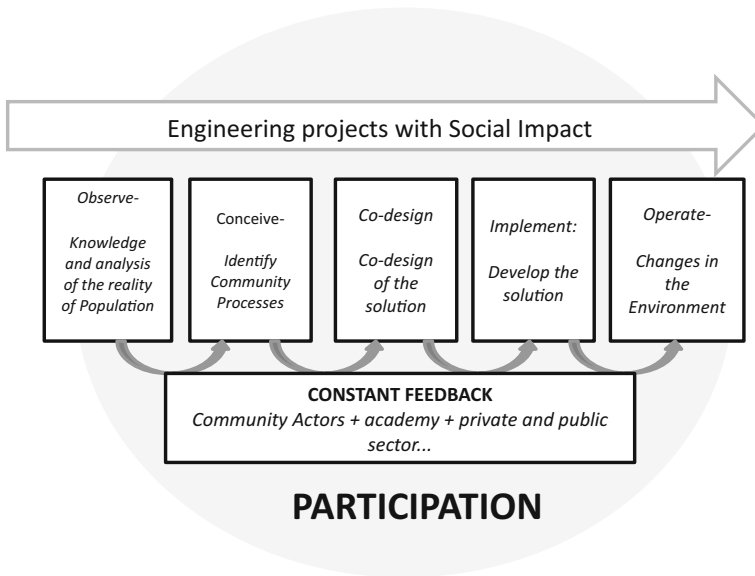 Engineering projects with Social Impact
Observe-
Knowledge
and analysis
of the reality
of Population
Conceive-
Identify
Community
Processes
Co-design
Co-design
of the
solution
Implement:
Develop the
solution
Operate-
Changes in
the
Environment
CONSTANT FEEDBACK
Community Actors + academy + private and public
sector...
PARTICIPATION